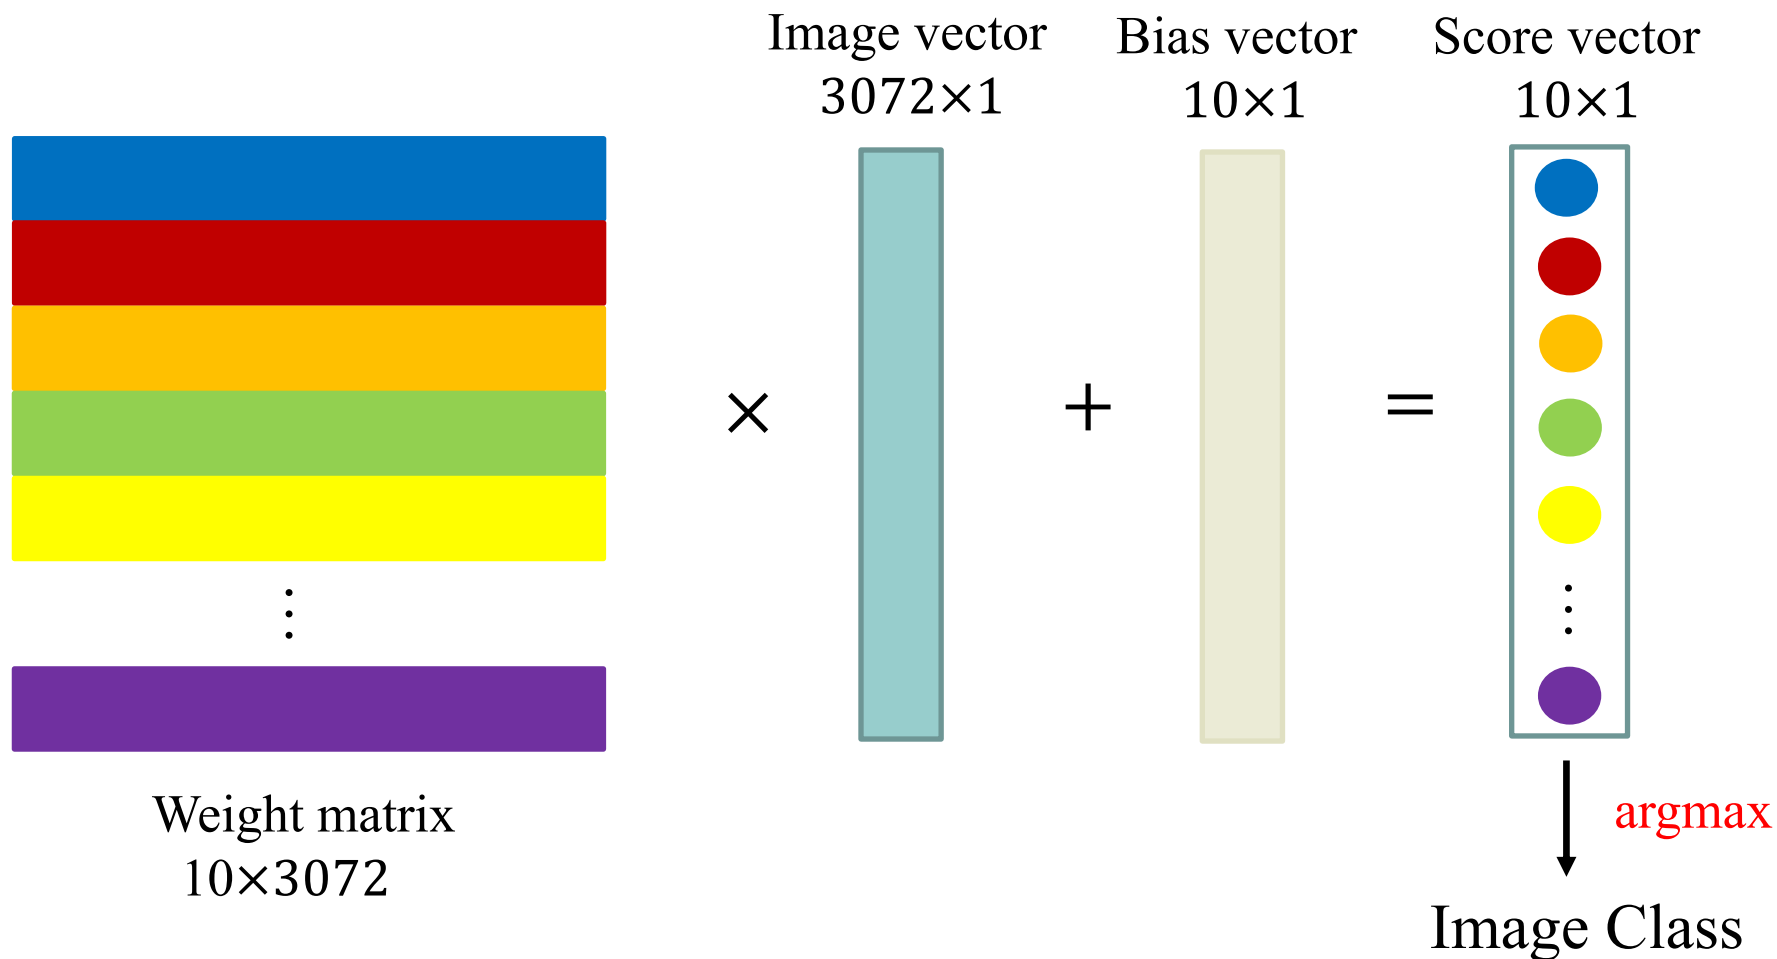 Image vector
3072×1
Bias vector
10×1
Score vector
10×1
×
+
=
⋮
⋮
Weight matrix
10×3072
argmax
Image Class